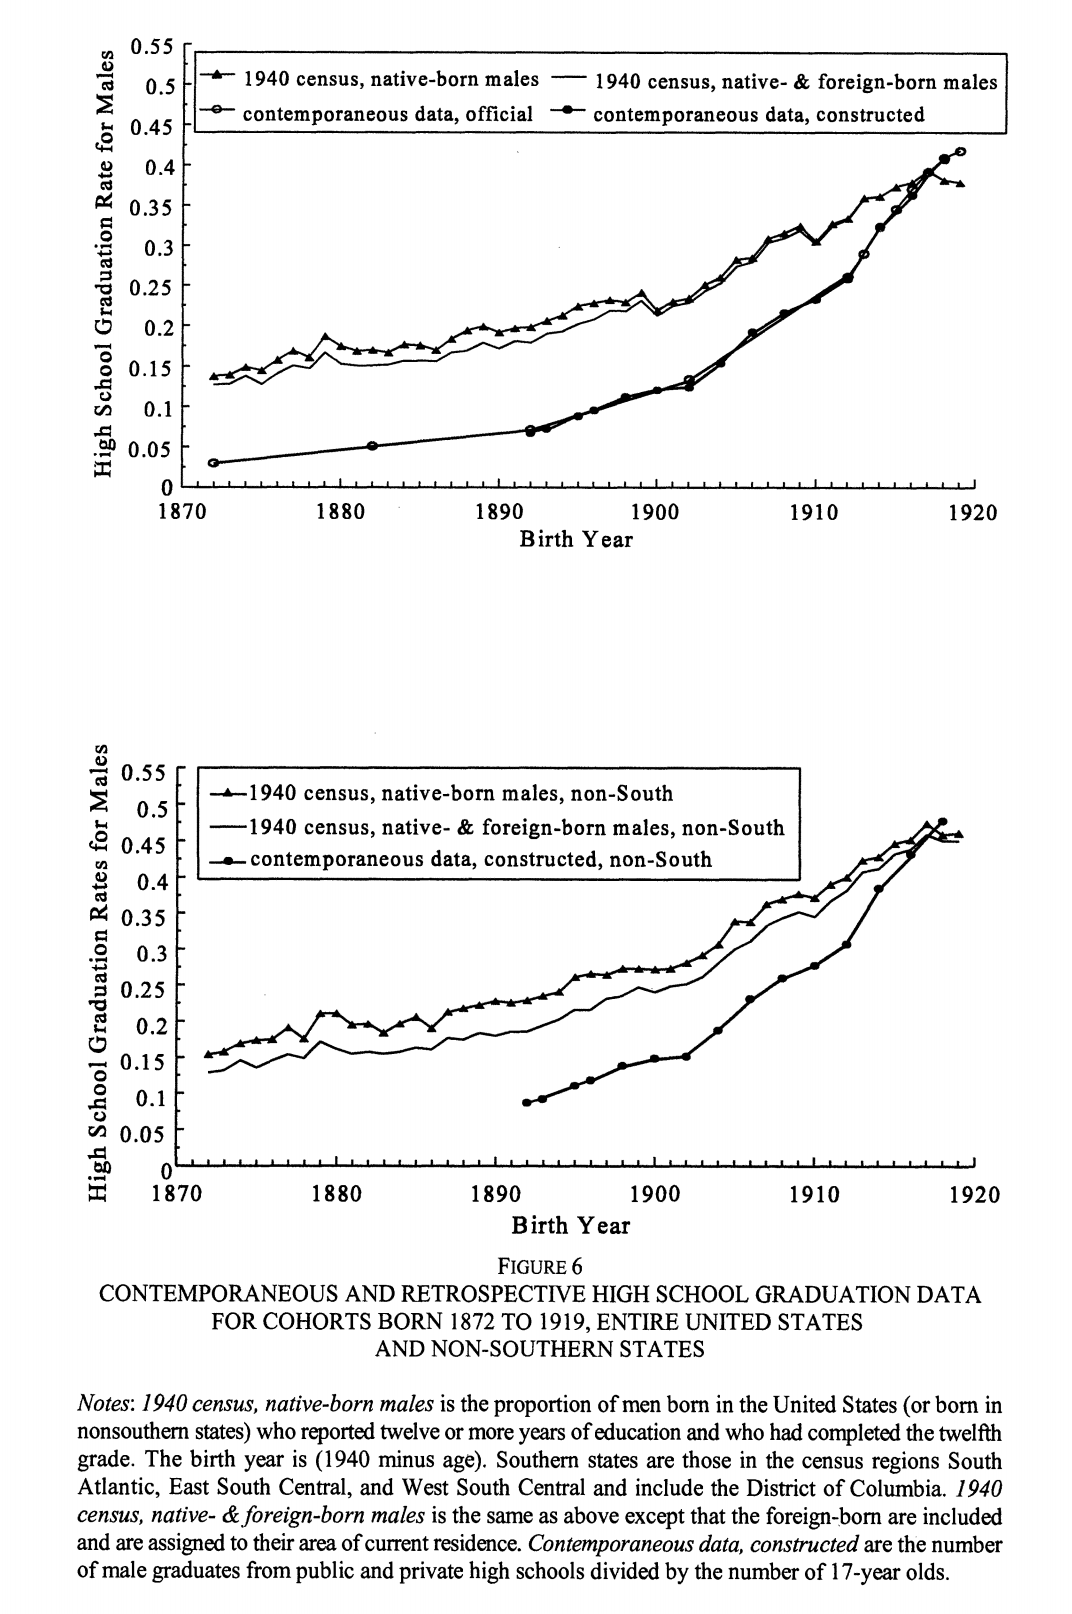 High School Graduation Rate for Males
0.55
0.5
0.45
0.4
0.35
0.3
0.25
0.2
0.15
0.1
0.05
0
1940 census, native-born males
1940 census, native- & foreign-born males
contemporaneous data, official
contemporaneous data, constructed
1870 1880 1890 1900 1910 1920
Birth Year
High School Graduation Rates for Males
0.55
0.5
0.45
0.4
0.35
0.3
0.25
0.2
0.15
0.1
0.05
0
1940 census, native-born males, non-South
1940 census, native- & foreign-born males, non-South
contemporaneous data, constructed, non-South
1870 1880 1890 1900 1910 1920
Birth Year
FIGURE 6
CONTEMPORANEOUS AND RETROSPECTIVE HIGH SCHOOL GRADUATION DATA
FOR COHORTS BORN 1872 TO 1919, ENTIRE UNITED STATES
AND NON-SOUTHERN STATES
Notes: 1940 census, native-born males is the proportion of men born in the United States (or born in
nonsouthern states) who reported twelve or more years of education and who had completed the twelfth
grade. The birth year is (1940 minus age). Southern states are those in the census regions South
Atlantic, East South Central, and West South Central and include the District of Columbia. 1940
census, native- & foreign-born males is the same as above except that the foreign-born are included
and are assigned to their area of current residence. Contemporaneous data, constructed are the number
of male graduates from public and private high schools divided by the number of 17-year olds.